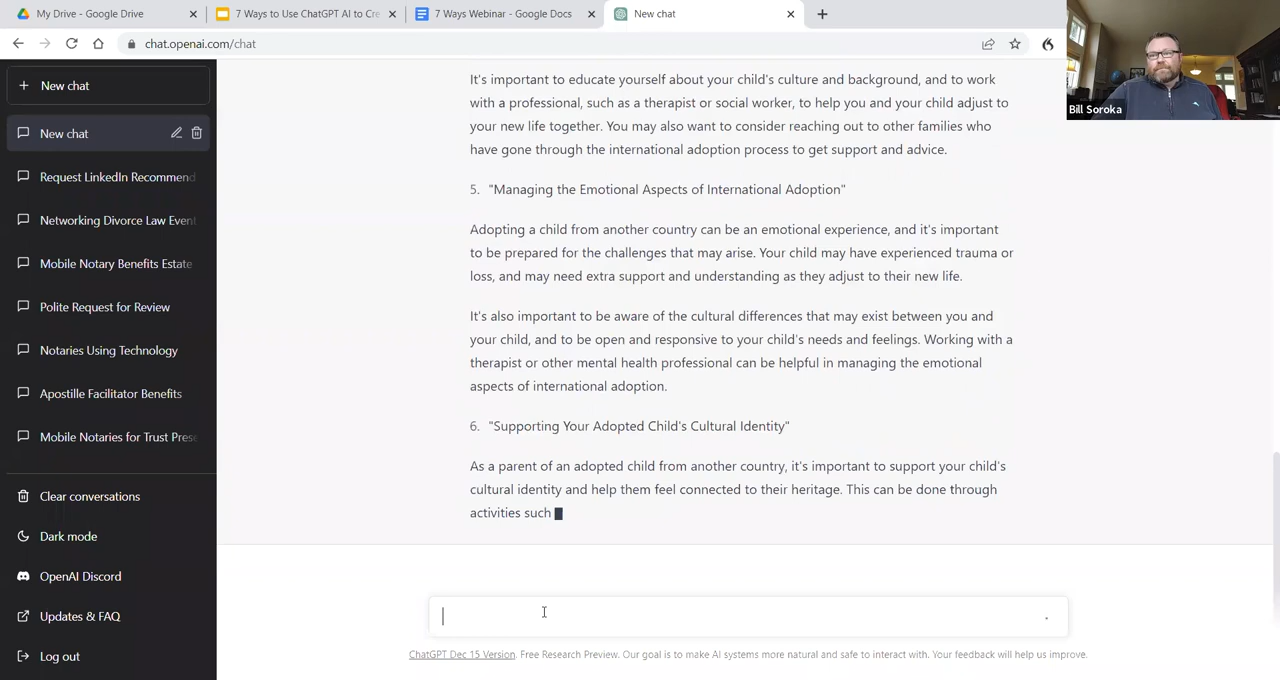 My Drive - Google Drive
7 Ways to Use ChatGPT AI to Cre
7 Ways Webinar - Google Docs
New chat
chat.openai.com/chat
Bill Soroka
New chat
New chat
Request LinkedIn Recommend
Networking Divorce Law Even
Mobile Notary Benefits Estate
Polite Request for Review
Notaries Using Technology
Apostille Facilitator Benefits
Mobile Notaries for Trust Pres
Clear conversations
Dark mode
OpenAI Discord
Updates & FAQ
Log out
It's important to educate yourself about your child's culture and background, and to work
with a professional, such as a therapist or social worker, to help you and your child adjust to
your new life together. You may also want to consider reaching out to other families who
have gone through the international adoption process to get support and advice.
5. "Managing the Emotional Aspects of International Adoption"
Adopting a child from another country can be an emotional experience, and it's important
to be prepared for the challenges that may arise. Your child may have experienced trauma or
loss, and may need extra support and understanding as they adjust to their new life.
It's also important to be aware of the cultural differences that may exist between you and
your child, and to be open and responsive to your child's needs and feelings. Working with a
therapist or other mental health professional can be helpful in managing the emotional
aspects of international adoption.
6. "Supporting Your Adopted Child's Cultural Identity"
As a parent of an adopted child from another country, it's important to support your child's
cultural identity and help them feel connected to their heritage. This can be done through
activities such
ChatGPT Dec 15 Version. Free Research Preview. Our goal is to make AI systems more natural and safe to interact with. Your feedback will help us improve.